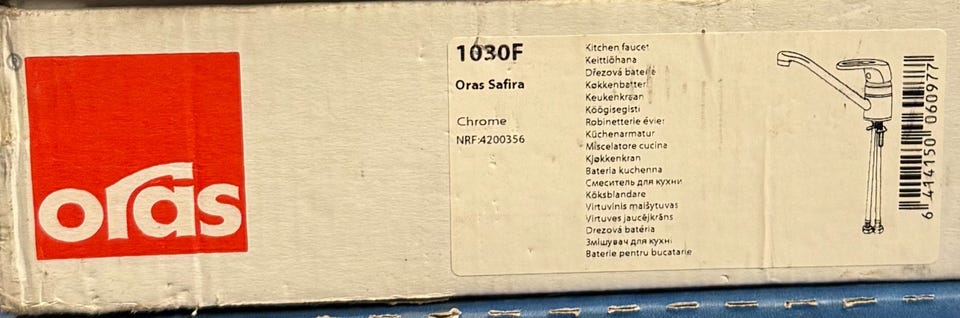 oras
1030F
Oras Safira
Chrome
NRF:4200356
Kitchen faucet
Keittiöhana
Dřezová baterie
Køkkenbatteri
Keukenkraan
Köögisegisti
Robinetterie évier
Küchenarmatur
Miscelatore cucina
Kjøkkenkran
Bateria kuchenna
Смеситель для кухни
Köksblandare
Virtuvinis maišytuvas
Virtuves jaucējkrāns
Drezová batéria
Змішувач для кухні
Baterie pentru bucatarie
6 414150 060977